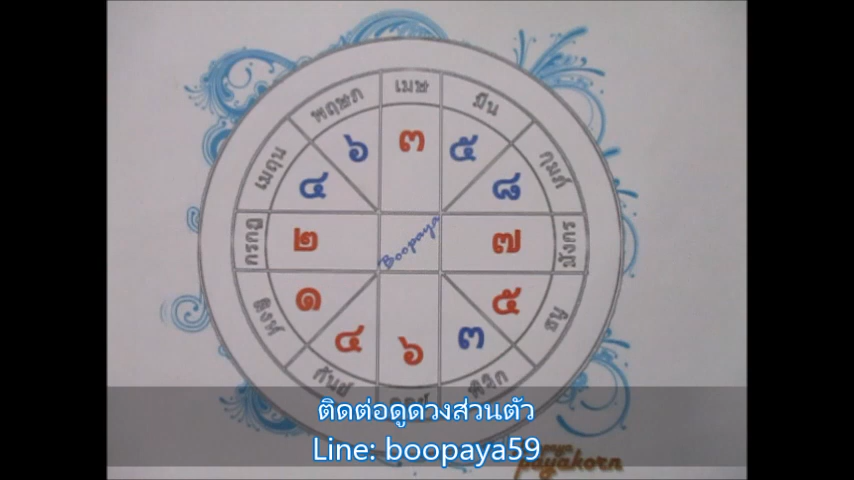 เมษ
พฤษภ
เมถุน
กรกฎ
สิงห์
กันย์
พิจิก
ธนู
มังกร
กุมภ์
มีน
๓
๖
๔
๒
๑
๔
๖
๓
๕
๗
๘
๕
Boopaya
ติดต่อดูดวงส่วนตัว
Line: boopaya59
payakorn